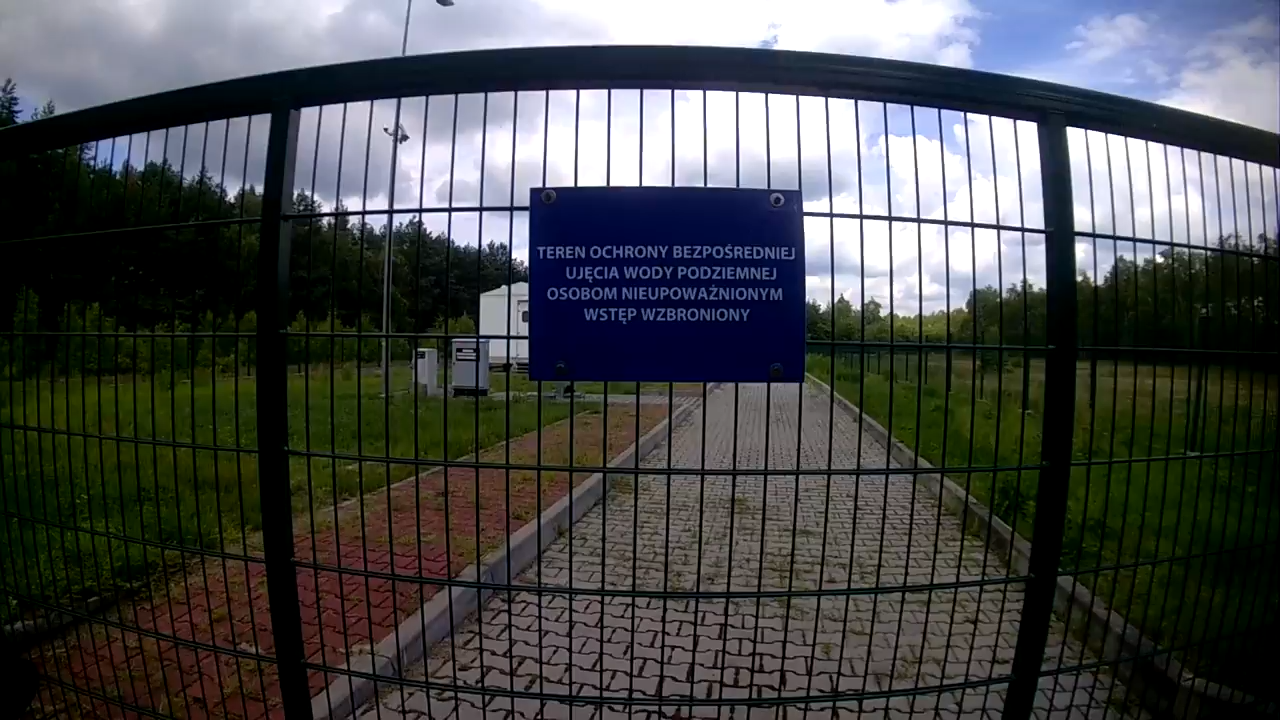 TEREN OCHRONY BEZPOŚREDNIEJ
UJĘCIA WODY PODZIEMNEJ
OSOBOM NIEUPOWAŻNIONYM
WSTĘP WZBRONIONY